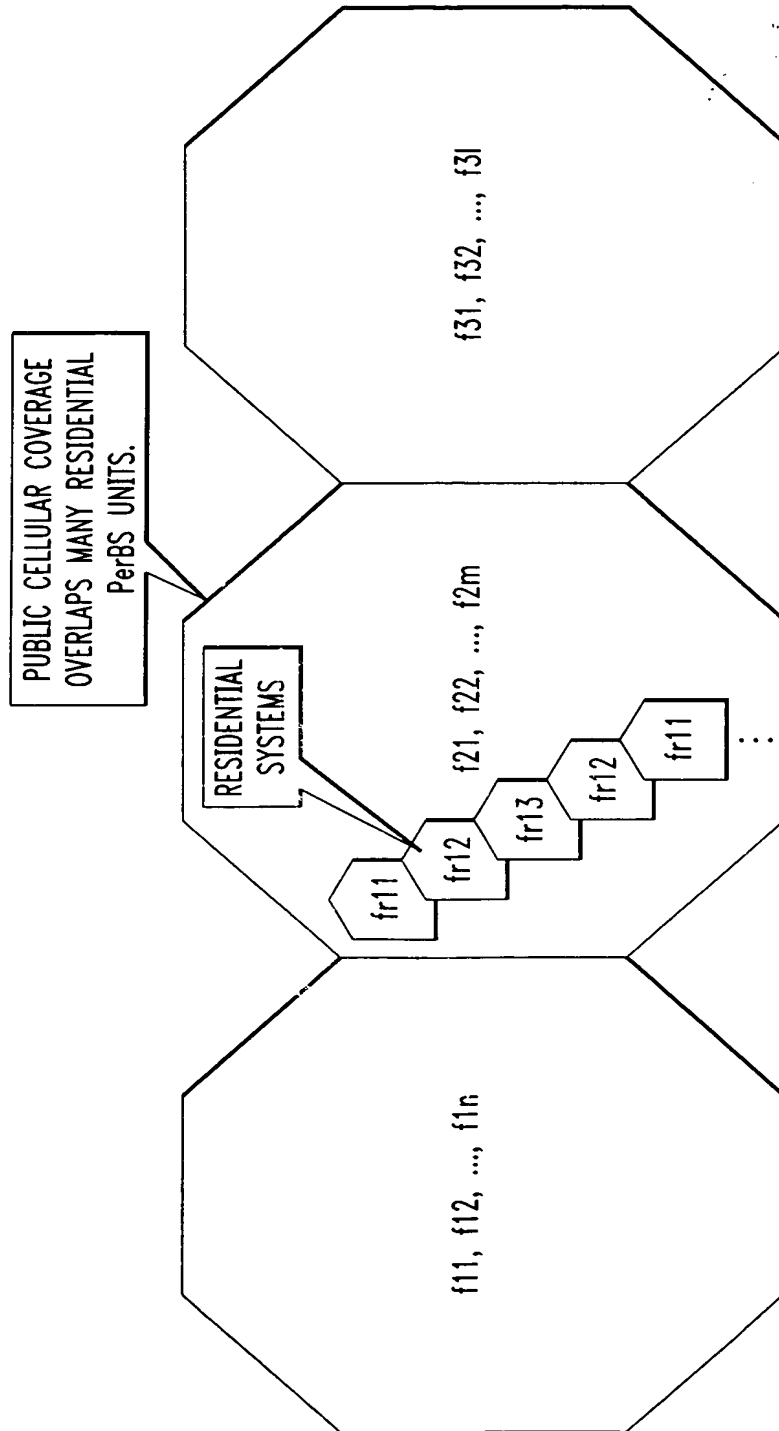 PUBLIC CELLULAR COVERAGE
OVERLAPS MANY RESIDENTIAL
PerBS UNITS.
RESIDENTIAL
SYSTEMS
f11, f12, ..., f1n
fr11
fr12
fr13
fr12
fr11
⋮
f21, f22, ..., f2m
f31, f32, ..., f3l